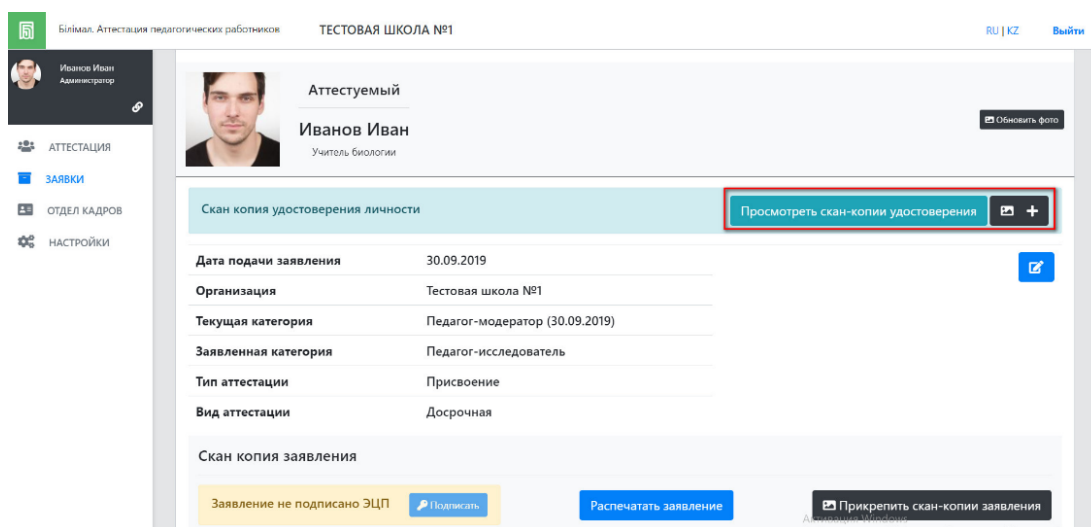 Білімал. Аттестация педагогических работников
ТЕСТОВАЯ ШКОЛА №1
RU | KZ
Выйти
Иванов Иван
Администратор
АТТЕСТАЦИЯ
ЗАЯВКИ
ОТДЕЛ КАДРОВ
НАСТРОЙКИ
Аттестуемый
Иванов Иван
Учитель биологии
Обновить фото
Скан копия удостоверения личности
Просмотреть скан-копии удостоверения
Дата подачи заявления 30.09.2019
Организация Тестовая школа №1
Текущая категория Педагог-модератор (30.09.2019)
Заявленная категория Педагог-исследователь
Тип аттестации Присвоение
Вид аттестации Досрочная
Скан копия заявления
Заявление не подписано ЭЦП Подписать Распечатать заявление Прикрепить скан-копии заявления
Активация Windows